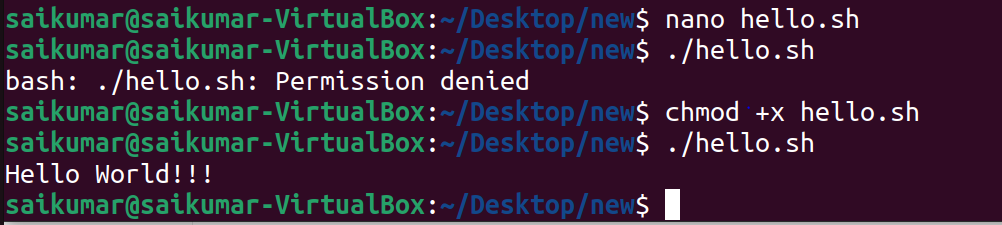 saikumar@saikumar-VirtualBox:~/Desktop/new$ nano hello.sh
saikumar@saikumar-VirtualBox:~/Desktop/new$ ./hello.sh
bash: ./hello.sh: Permission denied
saikumar@saikumar-VirtualBox:~/Desktop/new$ chmod +x hello.sh
saikumar@saikumar-VirtualBox:~/Desktop/new$ ./hello.sh
Hello World!!!
saikumar@saikumar-VirtualBox:~/Desktop/new$